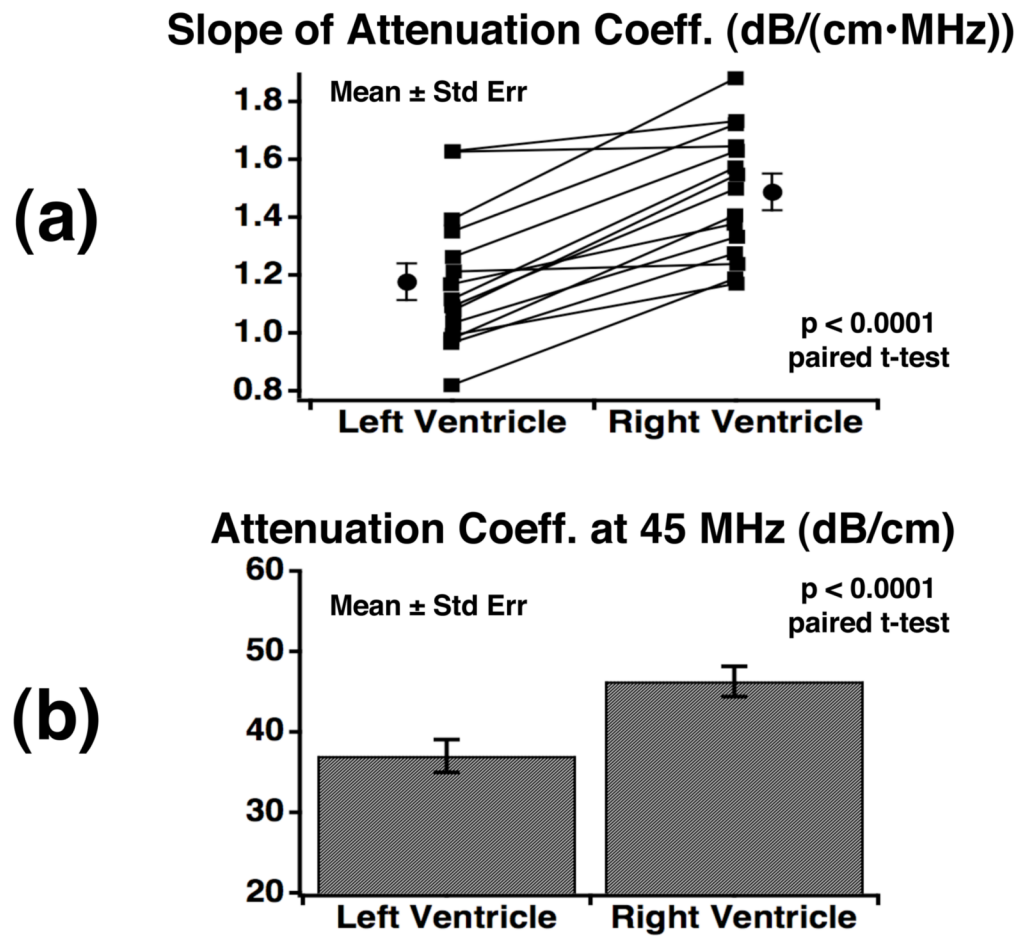 Slope of Attenuation Coeff. (dB/(cm•MHz))
(a)
Mean ± Std Err
1.8
1.6
1.4
1.2
1.0
0.8
p < 0.0001
paired t-test
Left Ventricle
Right Ventricle
Attenuation Coeff. at 45 MHz (dB/cm)
(b)
Mean ± Std Err
p < 0.0001
paired t-test
60
50
40
30
20
Left Ventricle
Right Ventricle